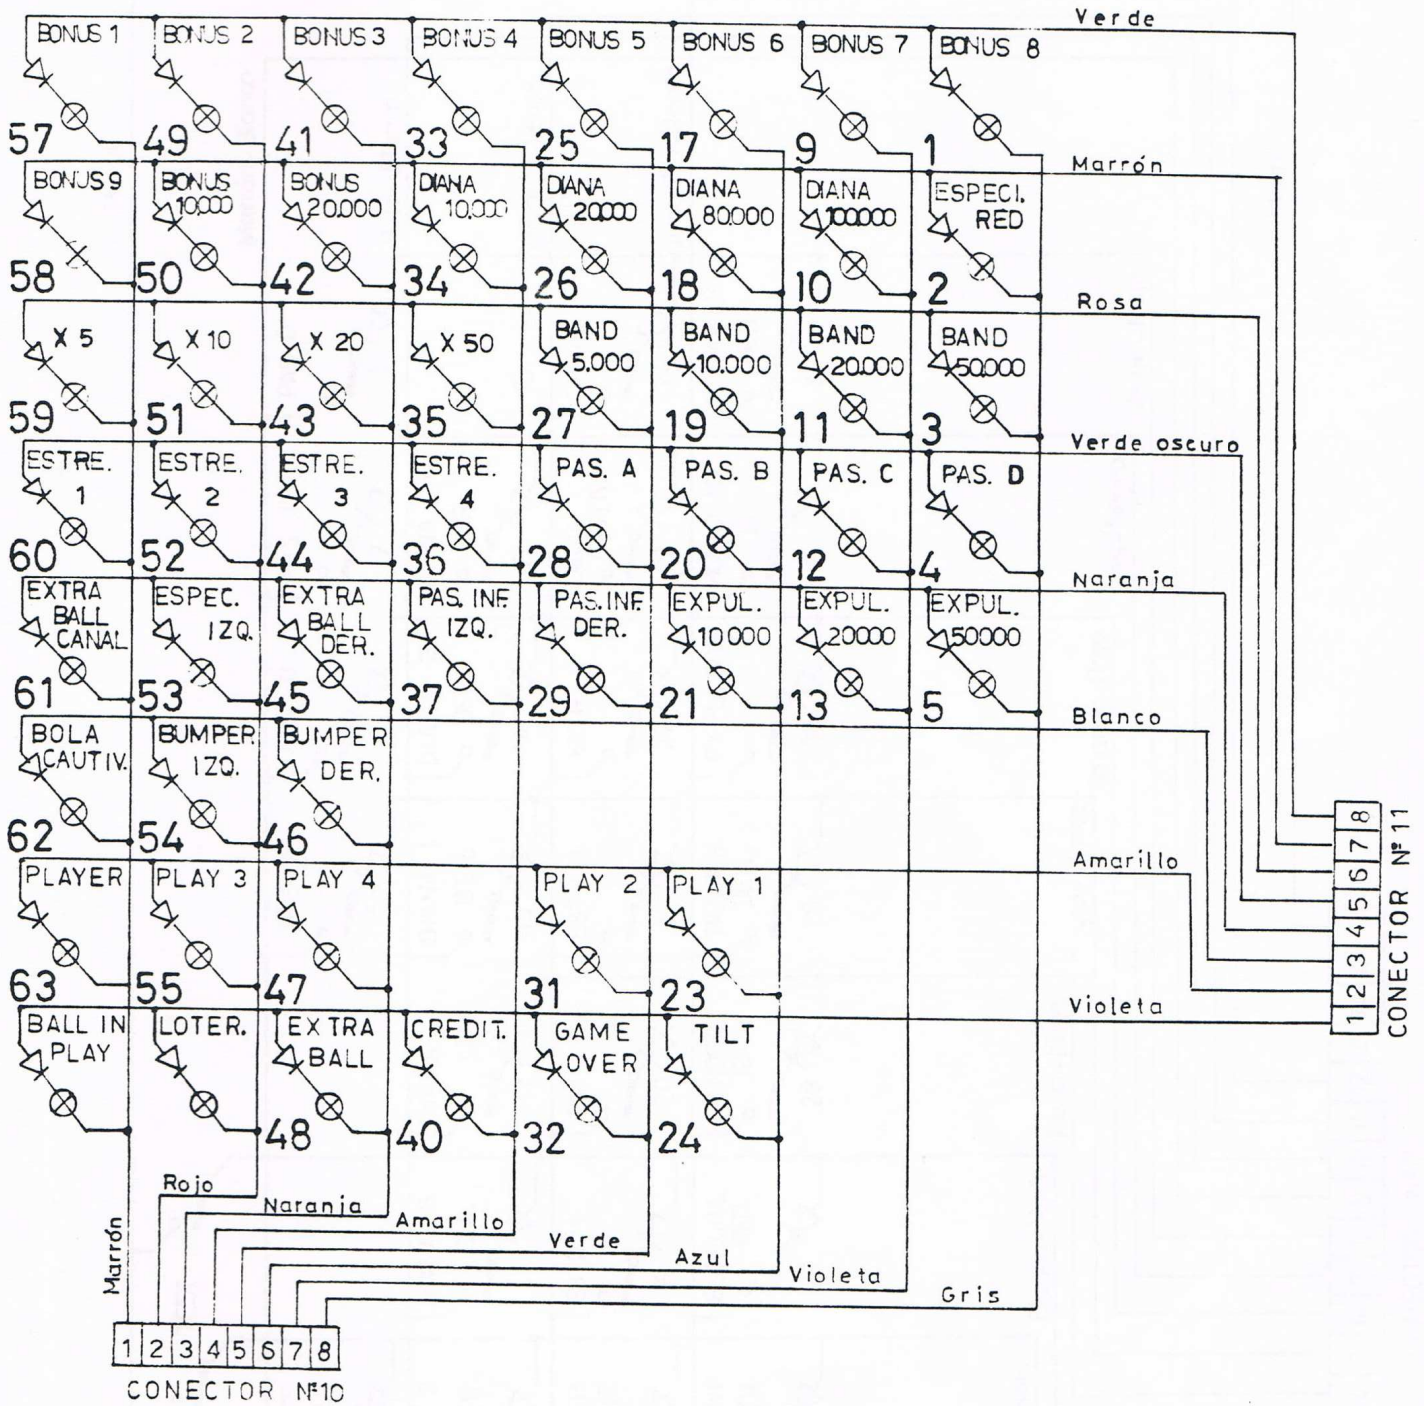 Verde
BONUS 1 BONUS 2 BONUS 3 BONUS 4 BONUS 5 BONUS 6 BONUS 7 BONUS 8
57 49 41 33 25 17 9 1
Marrón
BONUS 9 BONUS BONUS DIANA DIANA DIANA DIANA ESPECI.
10.000 20.000 10.000 20.000 80.000 100.000 RED
58 50 42 34 26 18 10 2
Rosa
X 5 X 10 X 20 X 50 BAND BAND BAND BAND
5.000 10.000 20.000 50.000
59 51 43 35 27 19 11 3
Verde oscuro
ESTRE. ESTRE. ESTRE. ESTRE. PAS. A PAS. B PAS. C PAS. D
1 2 3 4
60 52 44 36 28 20 12 4
Naranja
EXTRA ESPEC. EXTRA PAS. INF. PAS. INF. EXPUL. EXPUL. EXPUL.
BALL IZQ. BALL IZQ. DER. 10000 20000 50000
CANAL DER.
61 53 45 37 29 21 13 5
Blanco
BOLA BUMPER. BUMPER
CAUTIV. IZQ. DER.
62 54 46
Amarillo
PLAYER PLAY 3 PLAY 4 PLAY 2 PLAY 1
63 55 47 31 23
Violeta
BALL IN LOTER. EXTRA CREDIT. GAME TILT
PLAY BALL OVER
48 40 32 24
8
7
6
5
4
3
2
1
CONECTOR Nº 11
Marrón
Rojo
Naranja
Amarillo
Verde
Azul
Violeta
Gris
1 2 3 4 5 6 7 8
CONECTOR Nº 10